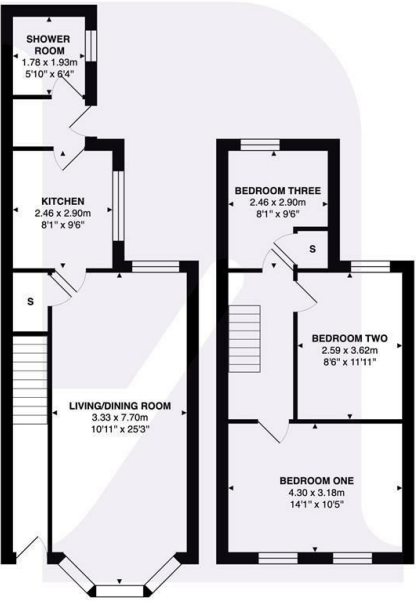 SHOWER
ROOM
1.78 x 1.93m
5'10" x 6'4"
KITCHEN
2.46 x 2.90m
8'1" x 9'6"
S
LIVING/DINING ROOM
3.33 x 7.70m
10'11" x 25'3"
BEDROOM THREE
2.46 x 2.90m
8'1" x 9'6"
S
BEDROOM TWO
2.59 x 3.62m
8'6" x 11'11"
BEDROOM ONE
4.30 x 3.18m
14'1" x 10'5"